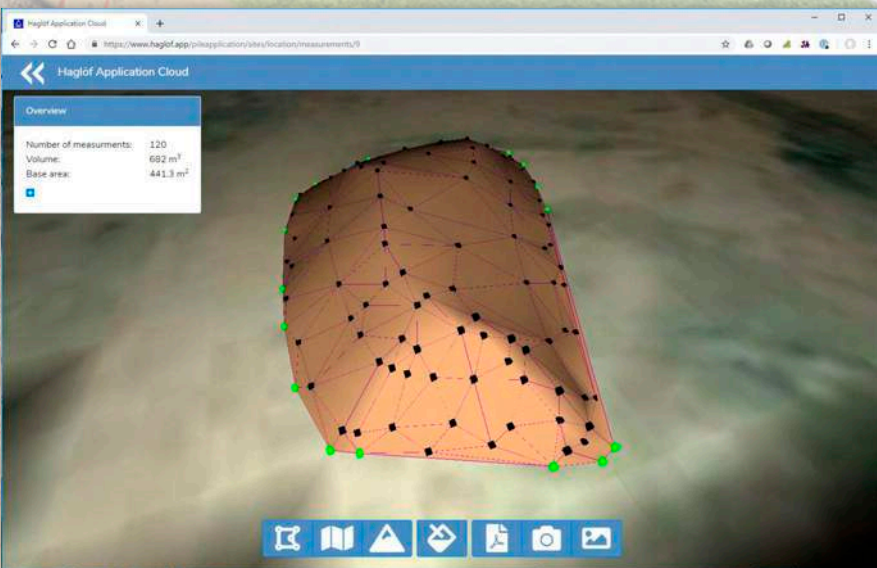 Haglöf Application Cloud
https://www.haglof.app/pileapplication/sites/location/measurements/9
Haglöf Application Cloud
Overview
Number of measurments: 120
Volume: 682 m³
Base area: 441.3 m²